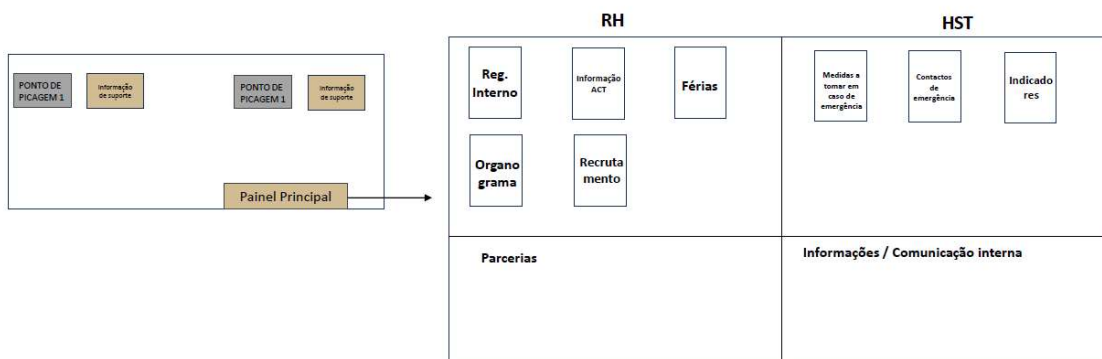 RH
HST
PONTO DE
PICAGEM 1
Informação
de suporte
PONTO DE
PICAGEM 1
Informação
de suporte
Painel Principal
Reg.
Interno
Informação
ACT
Férias
Organo
grama
Recruta
mento
Medidas a
tomar em
caso de
emergência
Contactos
de
emergência
Indicado
res
Parcerias
Informações / Comunicação interna